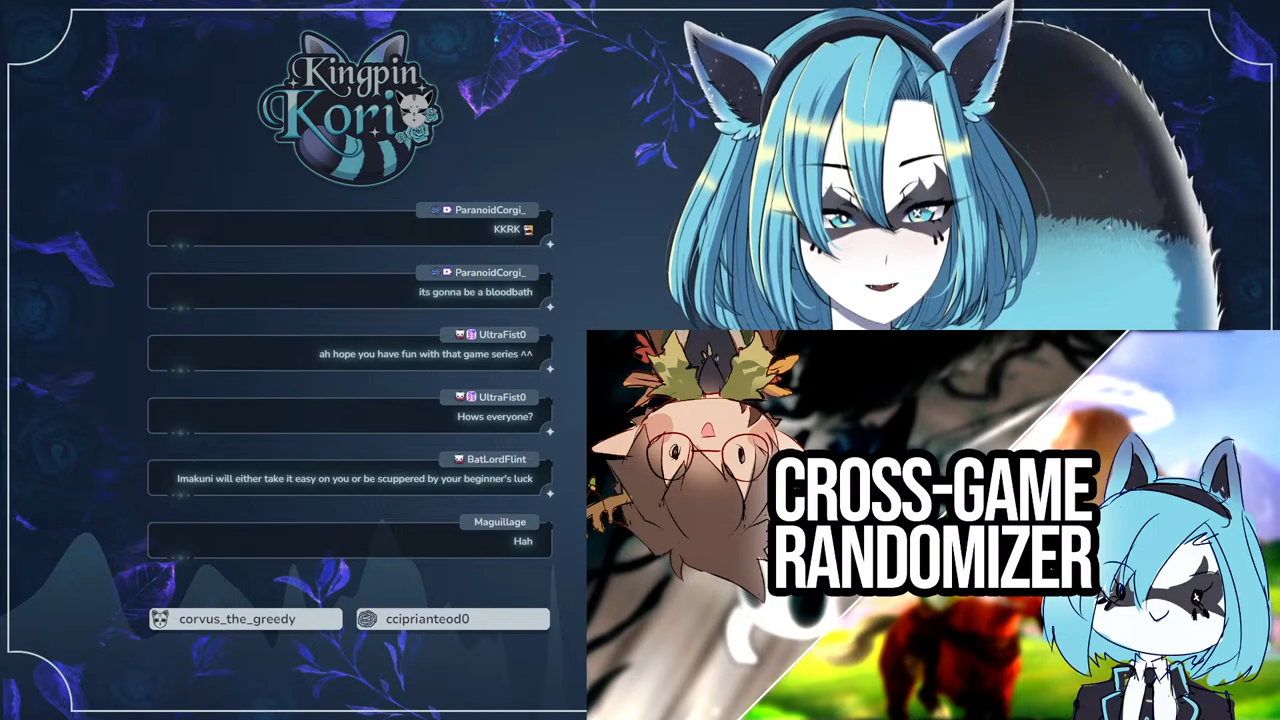 Kingpin
Kori
ParanoidCorgi_
KKRK
ParanoidCorgi_
its gonna be a bloodbath
UltraFist0
ah hope you have fun with that game series ^^
UltraFist0
Hows everyone?
BatLordFlint
Imakuni will either take it easy on you or be scuppered by your beginner's luck
Maguillage
Hah
corvus_the_greedy
cciprianteod0
CROSS-GAME
RANDOMIZER